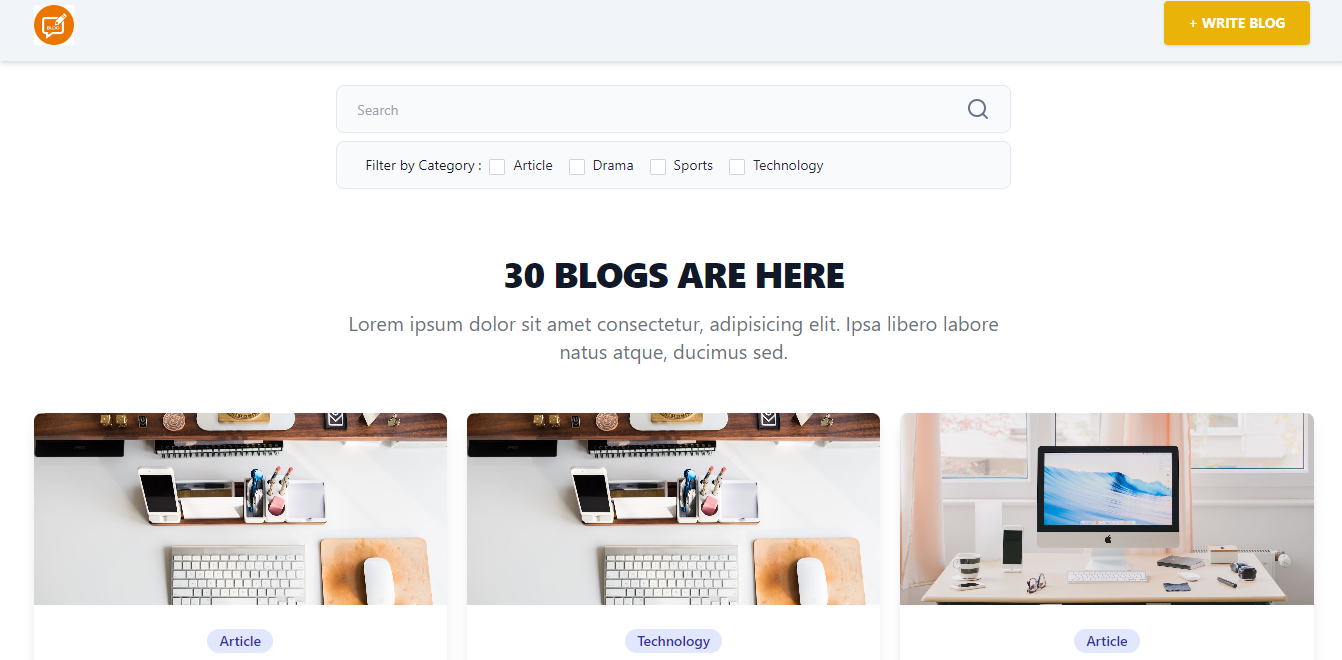 BLOG
+ WRITE BLOG
Search
Filter by Category : Article Drama Sports Technology
30 BLOGS ARE HERE
Lorem ipsum dolor sit amet consectetur, adipisicing elit. Ipsa libero labore
natus atque, ducimus sed.
Article
Technology
Article